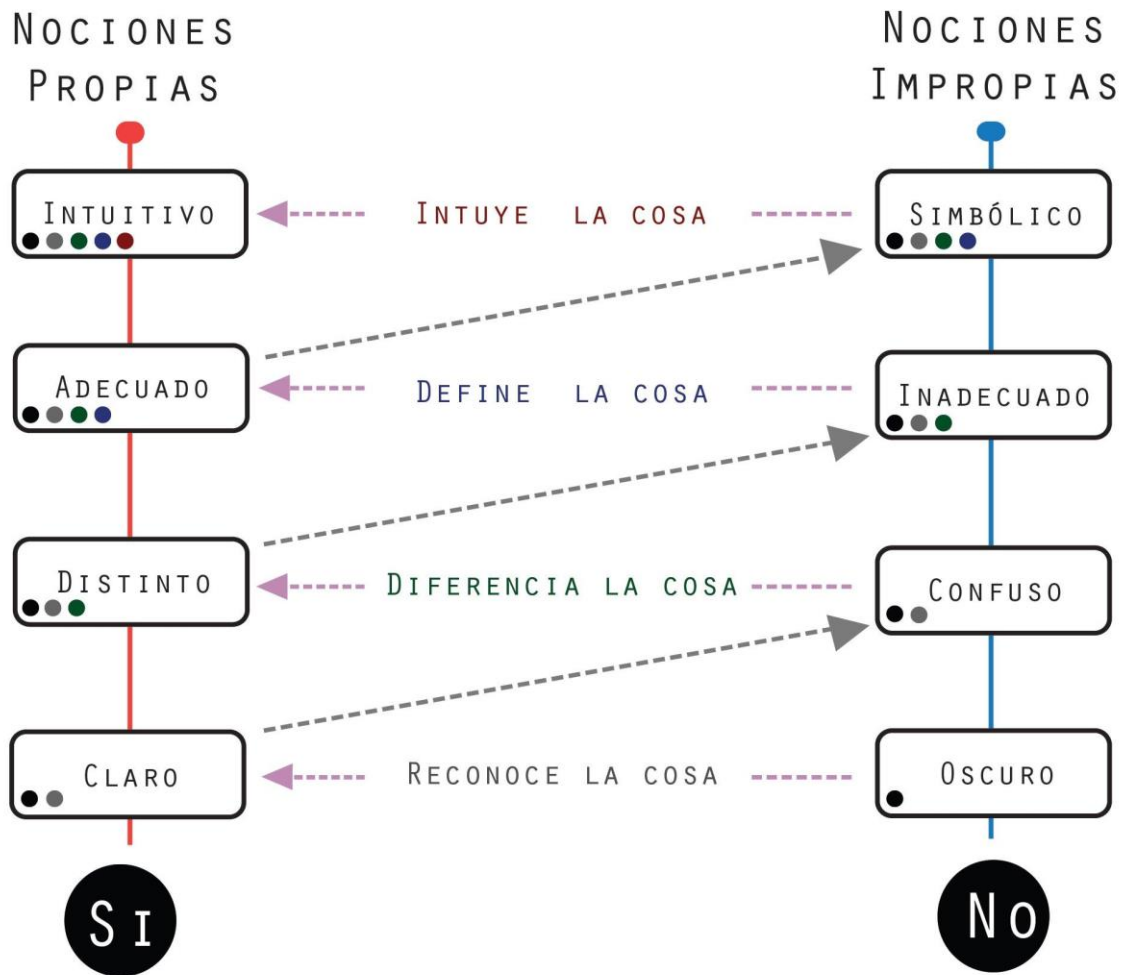 NOCIONES
PROPIAS
NOCIONES
IMPROPIAS
INTUITIVO
INTUYE LA COSA
SIMBÓLICO
ADECUADO
DEFINE LA COSA
INADECUADO
DISTINTO
DIFERENCIA LA COSA
CONFUSO
CLARO
RECONOCE LA COSA
OSCURO
SI
NO